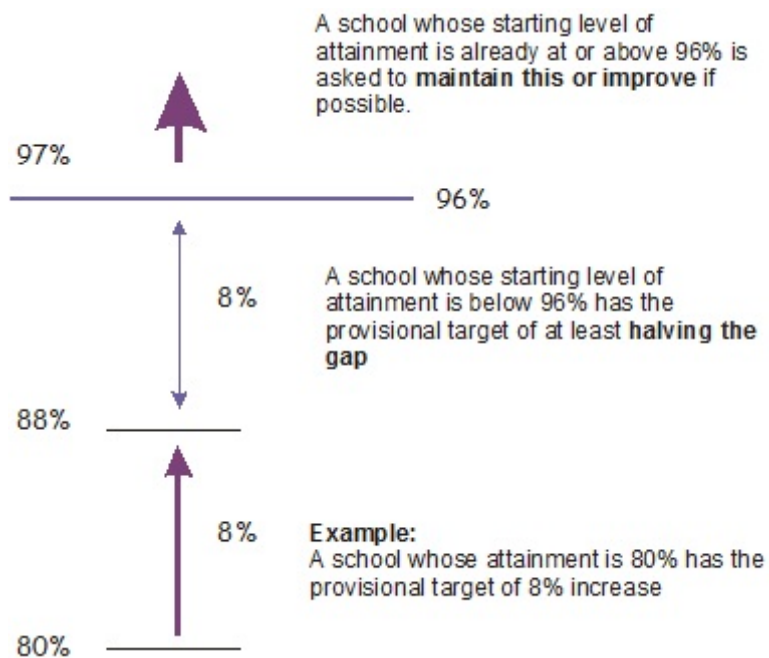 A school whose starting level of
attainment is already at or above 96% is
asked to maintain this or improve if
possible.
97%
96%
8%
A school whose starting level of
attainment is below 96% has the
provisional target of at least halving the
gap
88%
8%
Example:
A school whose attainment is 80% has the
provisional target of 8% increase
80%